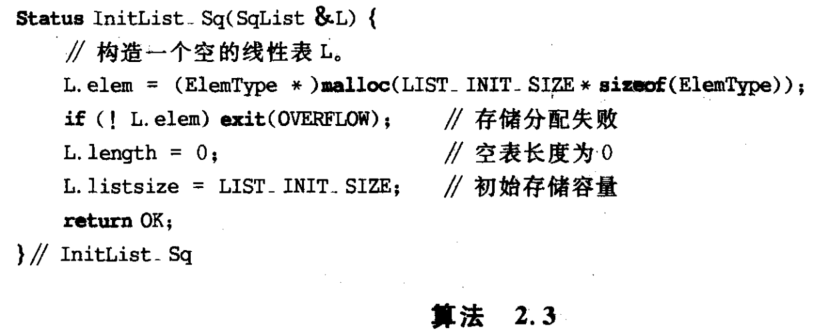 Status InitList_Sq(SqList &L) {
// 构造一个空的线性表 L。
L.elem = (ElemType *)malloc(LIST_INIT_SIZE * sizeof(ElemType));
if (! L.elem) exit(OVERFLOW); // 存储分配失败
L.length = 0; // 空表长度为 0
L.listsize = LIST_INIT_SIZE; // 初始存储容量
return OK;
}// InitList_Sq
算法 2.3